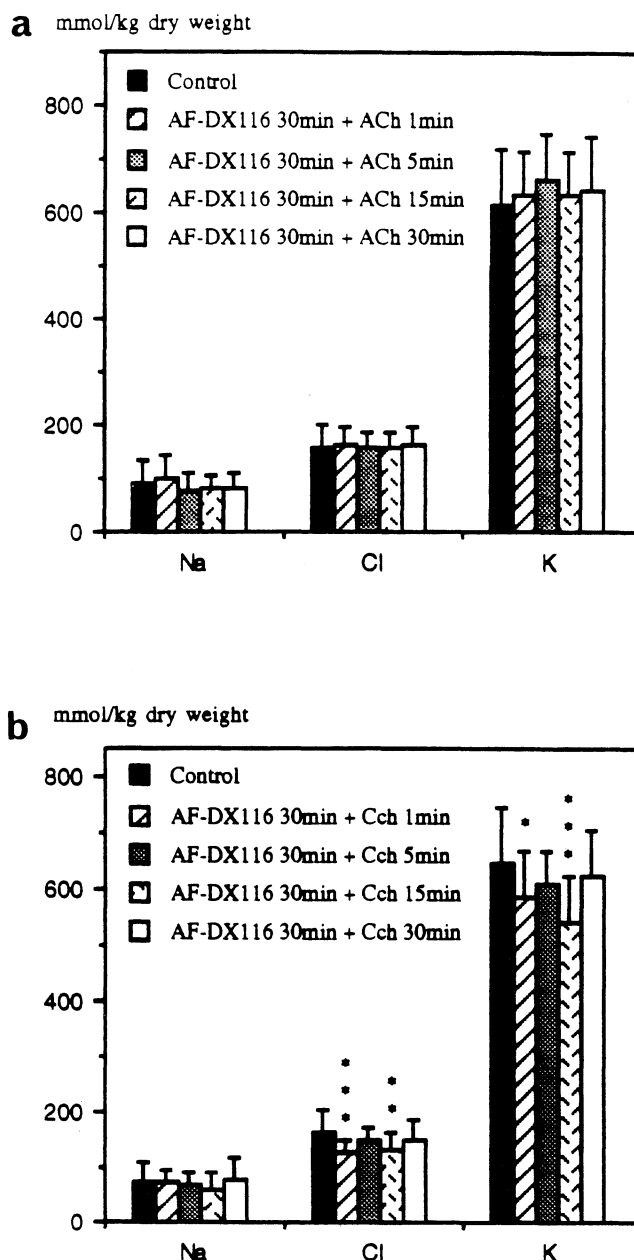 a mmol/kg dry weight
800
600
400
200
0
Control
AF-DX116 30min + ACh 1min
AF-DX116 30min + ACh 5min
AF-DX116 30min + ACh 15min
AF-DX116 30min + ACh 30min
Na Cl K
b mmol/kg dry weight
800
600
400
200
0
Control
AF-DX116 30min + Cch 1min
AF-DX116 30min + Cch 5min
AF-DX116 30min + Cch 15min
AF-DX116 30min + Cch 30min
* * *
* *
*
* * *
Na Cl K